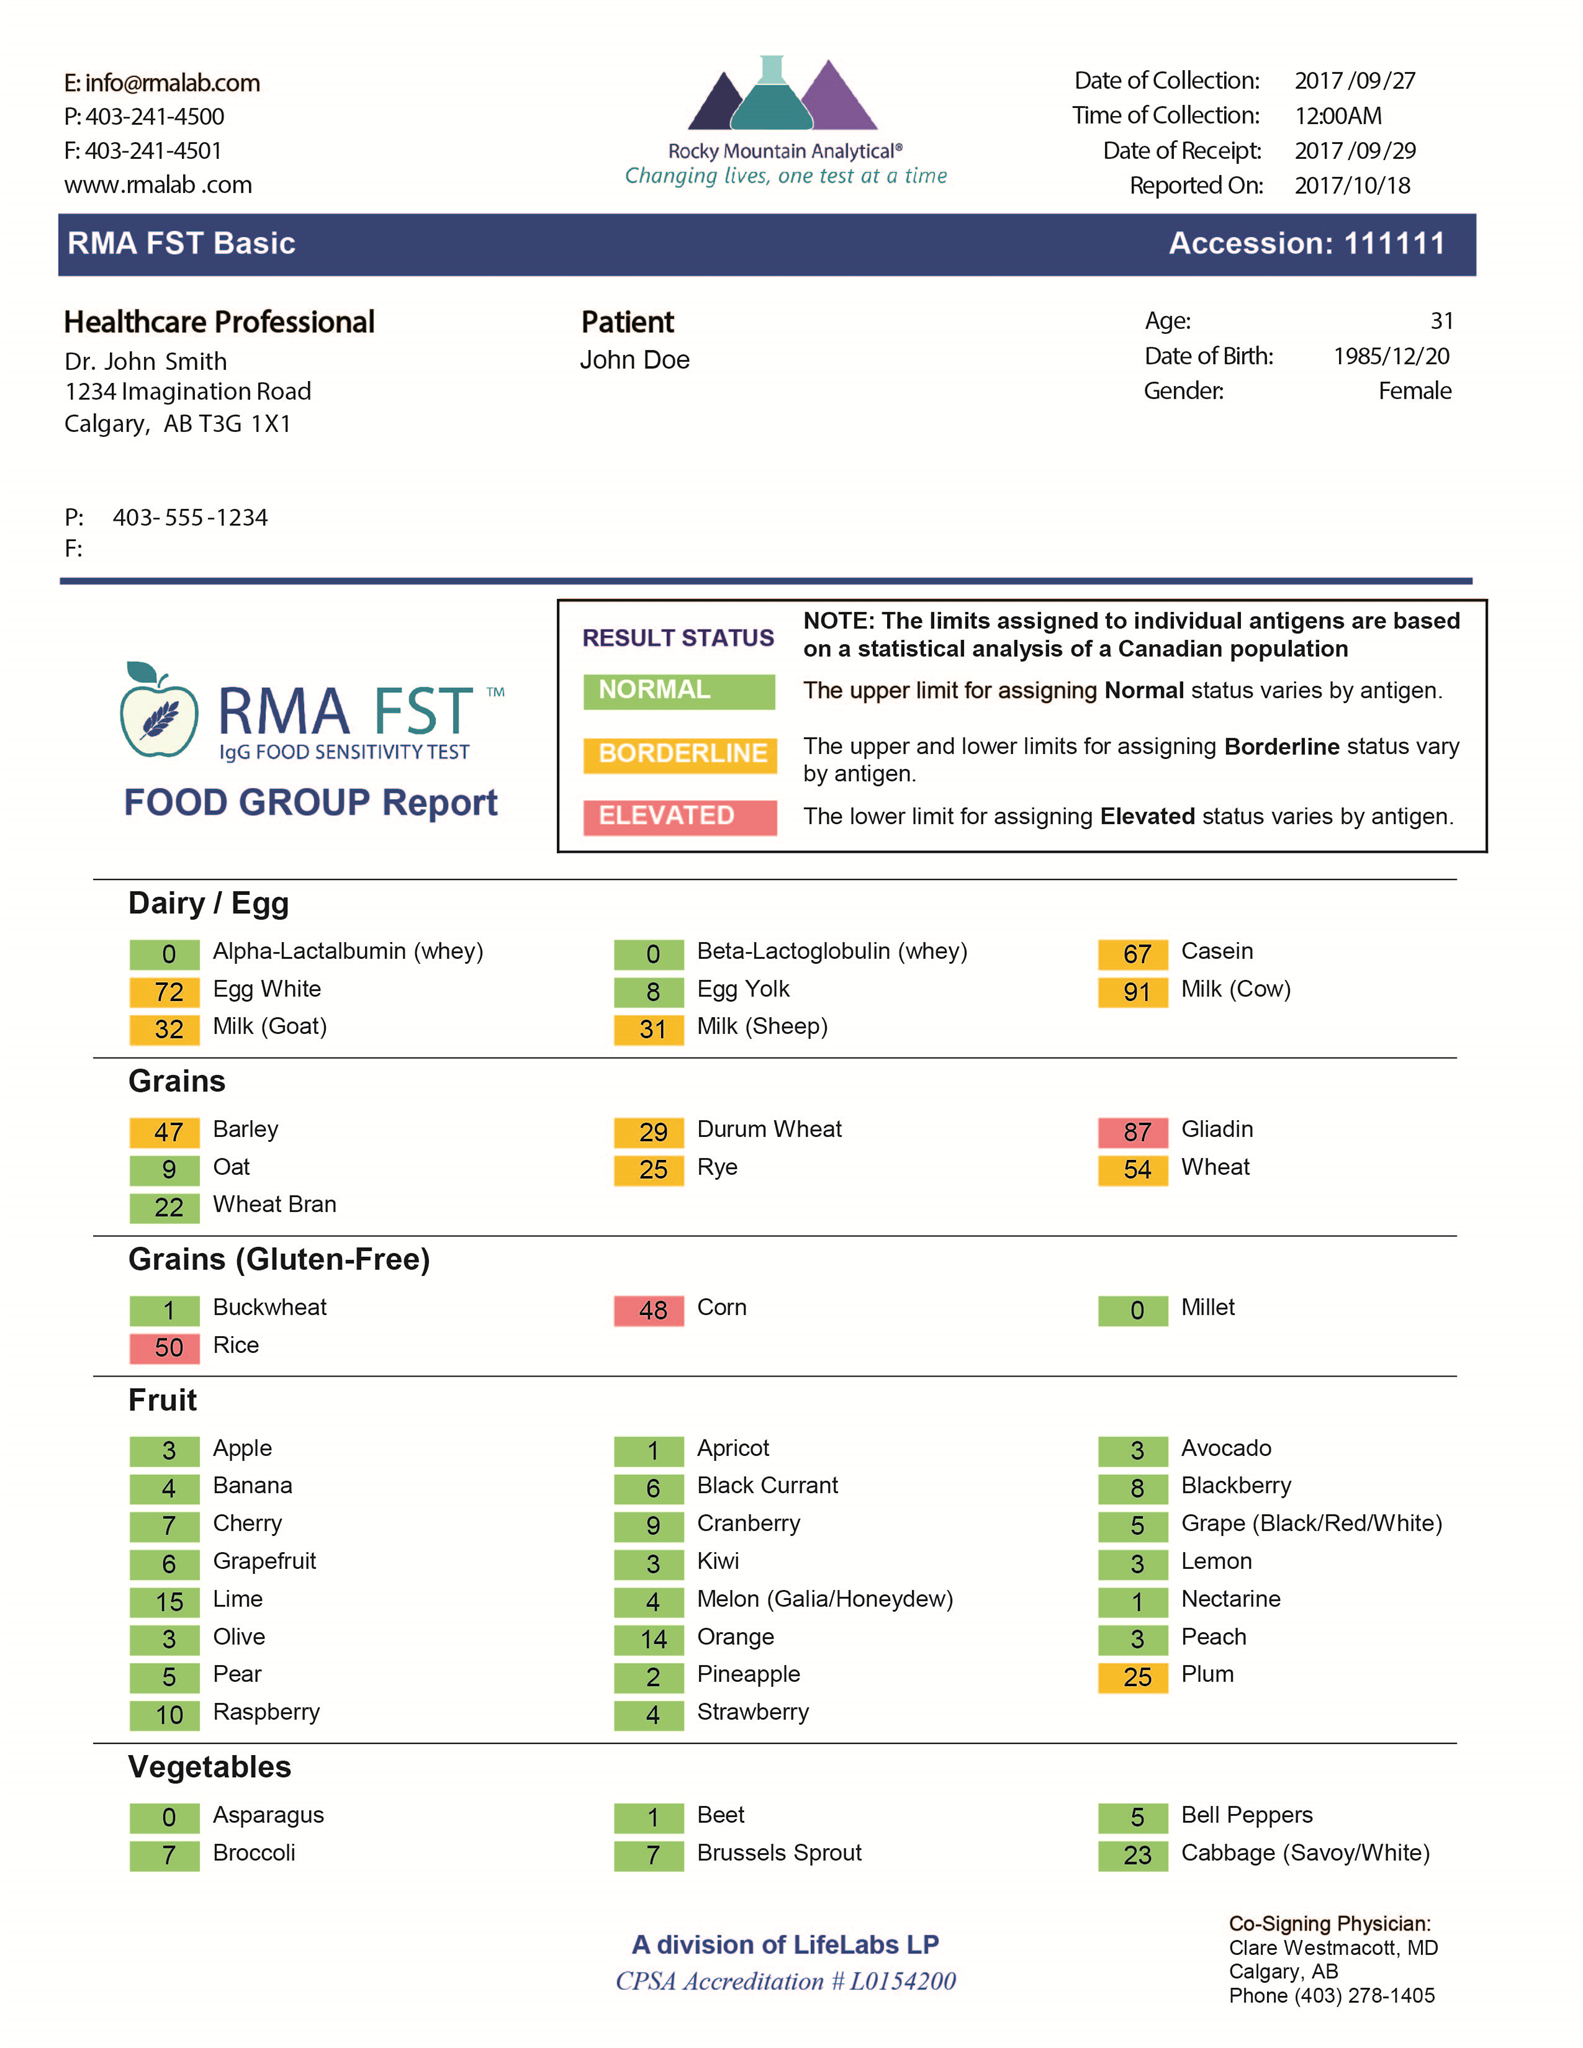 E: info@rmalab.com
P: 403-241-4500
F: 403-241-4501
www.rmalab .com
Rocky Mountain Analytical®
Changing lives, one test at a time
Date of Collection: 2017 /09/27
Time of Collection: 12:00AM
Date of Receipt: 2017 /09/29
Reported On: 2017/10/18
RMA FST Basic Accession: 111111
Healthcare Professional
Dr. John Smith
1234 Imagination Road
Calgary, AB T3G 1X1
P: 403- 555 -1234
F:
Patient
John Doe
Age: 31
Date of Birth: 1985/12/20
Gender: Female
RMA FST ™
IgG FOOD SENSITIVITY TEST
FOOD GROUP Report
RESULT STATUS
NOTE: The limits assigned to individual antigens are based
on a statistical analysis of a Canadian population
NORMAL The upper limit for assigning Normal status varies by antigen.
BORDERLINE The upper and lower limits for assigning Borderline status vary
by antigen.
ELEVATED The lower limit for assigning Elevated status varies by antigen.
Dairy / Egg
0 Alpha-Lactalbumin (whey) 0 Beta-Lactoglobulin (whey) 67 Casein
72 Egg White 8 Egg Yolk 91 Milk (Cow)
32 Milk (Goat) 31 Milk (Sheep)
Grains
47 Barley 29 Durum Wheat 87 Gliadin
9 Oat 25 Rye 54 Wheat
22 Wheat Bran
Grains (Gluten-Free)
1 Buckwheat 48 Corn 0 Millet
50 Rice
Fruit
3 Apple 1 Apricot 3 Avocado
4 Banana 6 Black Currant 8 Blackberry
7 Cherry 9 Cranberry 5 Grape (Black/Red/White)
6 Grapefruit 3 Kiwi 3 Lemon
15 Lime 4 Melon (Galia/Honeydew) 1 Nectarine
3 Olive 14 Orange 3 Peach
5 Pear 2 Pineapple 25 Plum
10 Raspberry 4 Strawberry
Vegetables
0 Asparagus 1 Beet 5 Bell Peppers
7 Broccoli 7 Brussels Sprout 23 Cabbage (Savoy/White)
A division of LifeLabs LP
CPSA Accreditation # L0154200
Co-Signing Physician:
Clare Westmacott, MD
Calgary, AB
Phone (403) 278-1405